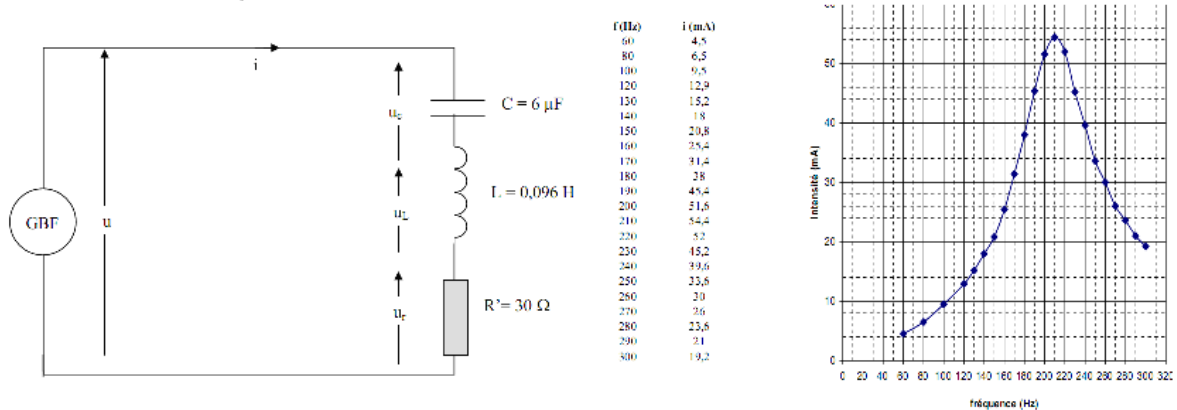 i
C = 6 µF
u_c
L = 0,096 H
GBF
u
u_L
R'= 30 Ω
u_r
f (Hz) i (mA)
60 4,5
80 6,5
100 9,5
120 12,9
130 15,2
140 18
150 20,8
160 25,4
170 31,4
180 38
190 45,4
200 51,6
210 54,4
220 52
230 45,2
240 39,6
250 33,6
260 30
270 26
280 23,6
290 21
300 19,2
Intensité (mA)
50
40
30
20
10
0
0 20 40 60 80 100 120 140 160 180 200 220 240 260 280 300 320
fréquence (Hz)